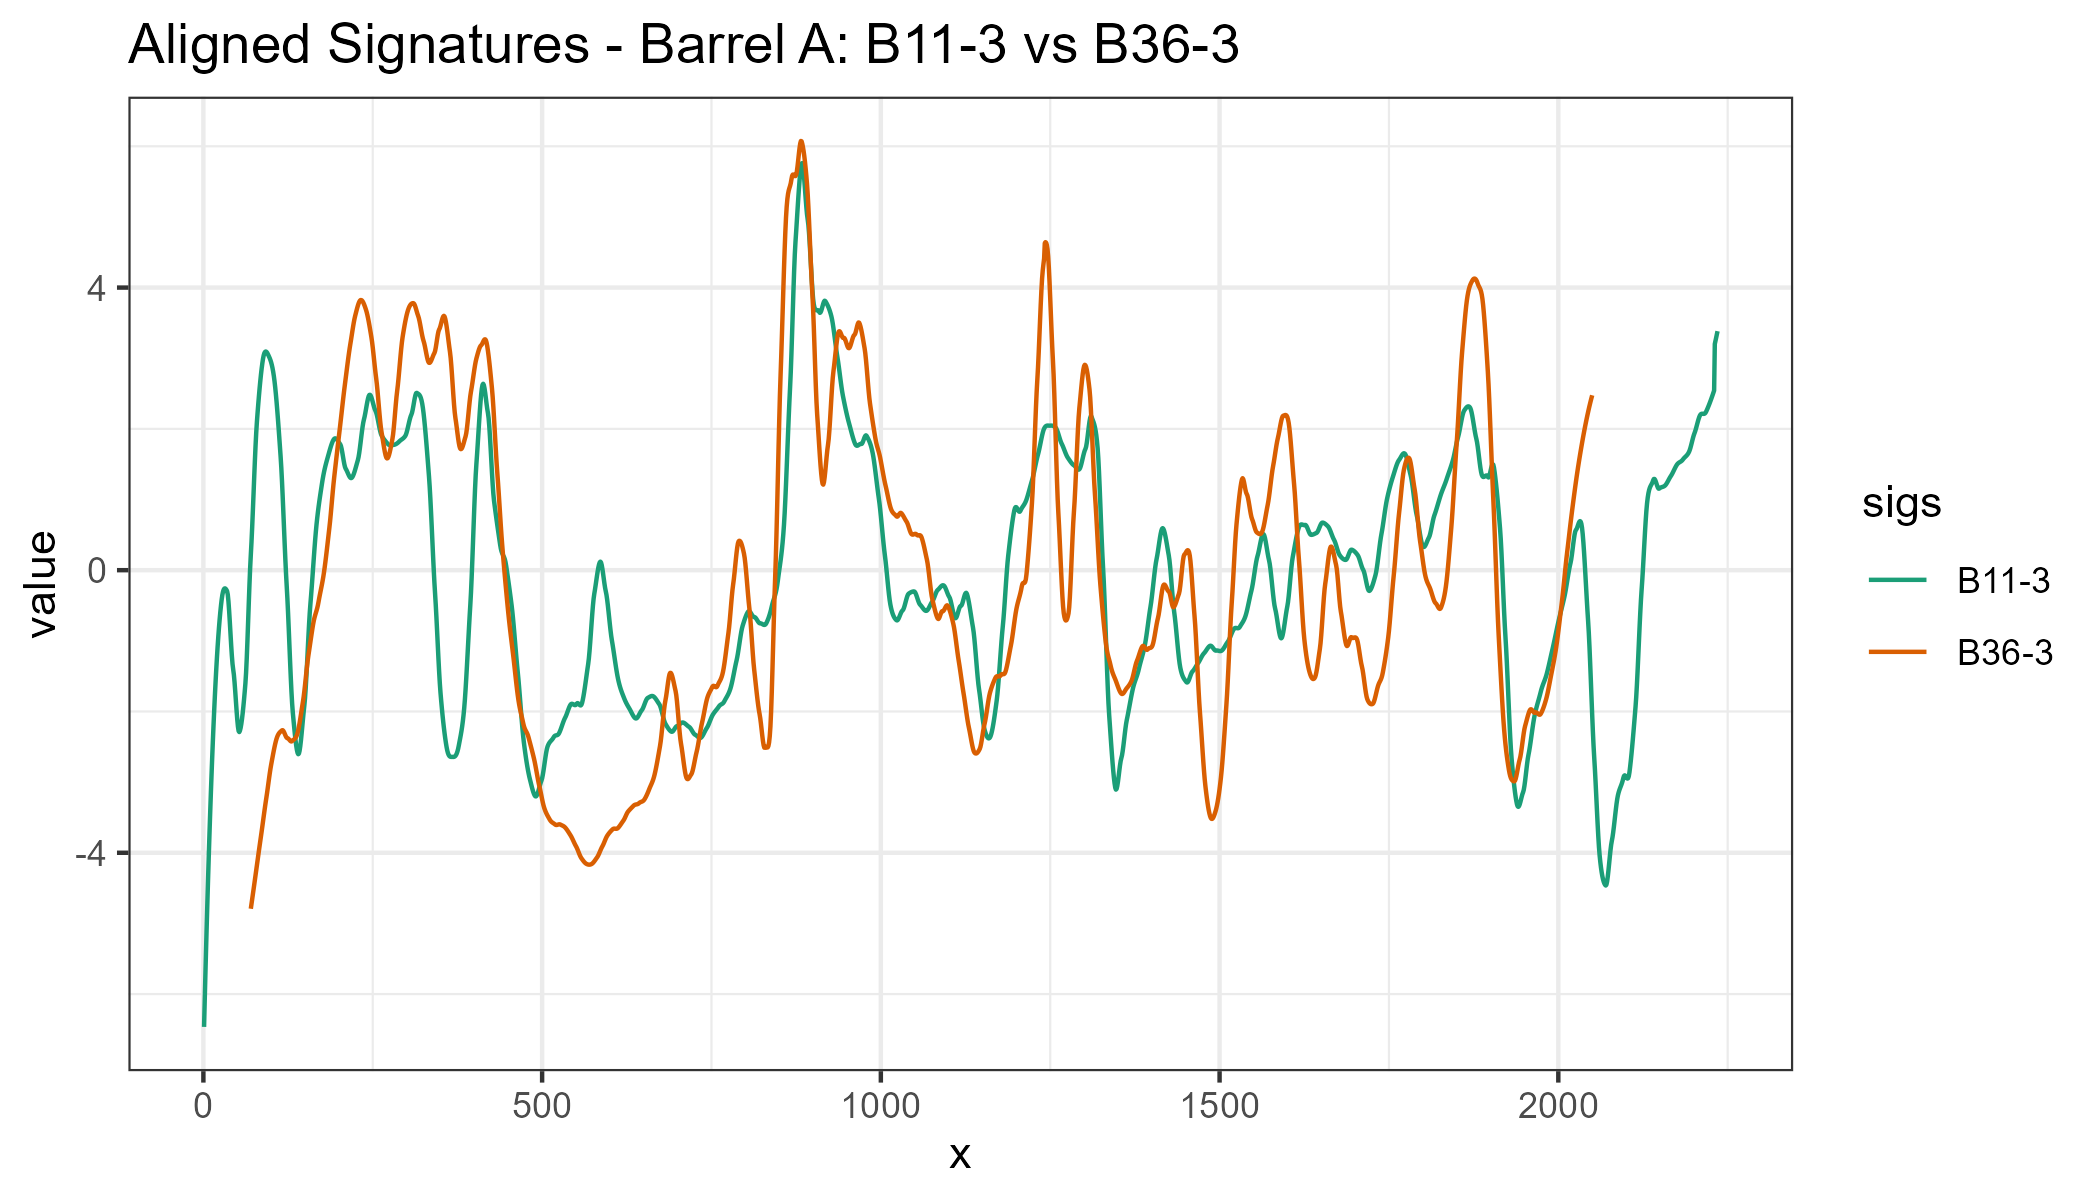 Aligned Signatures - Barrel A: B11-3 vs B36-3
value
4
0
-4
0
500
1000
1500
2000
x
sigs
B11-3
B36-3